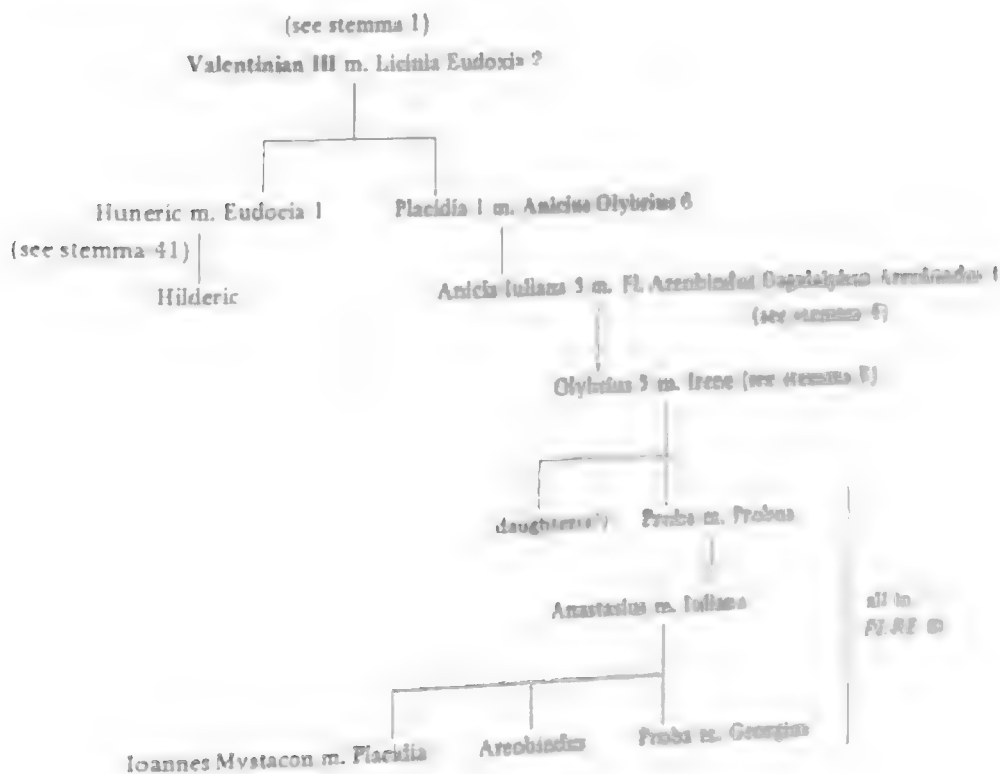 (see stemma 1)
Valentinian III m. Licinia Eudoxia 2
Huneric m. Eudocia 1
Placidia 1 m. Anicius Olybrius 6
(see stemma 41)
Hilderic
Anicia Iuliana 3 m. Fl. Areobindus Dagalaiphus Areobindus 1
(see stemma
Olybrius 3 m. Irene (see stemma
daughter(s)
Proba m. Probus
Anastasius m. Iuliana
all in
PLRE III
Ioannes Mystacon m. Placidia
Areobindus
Proba m. Georgius